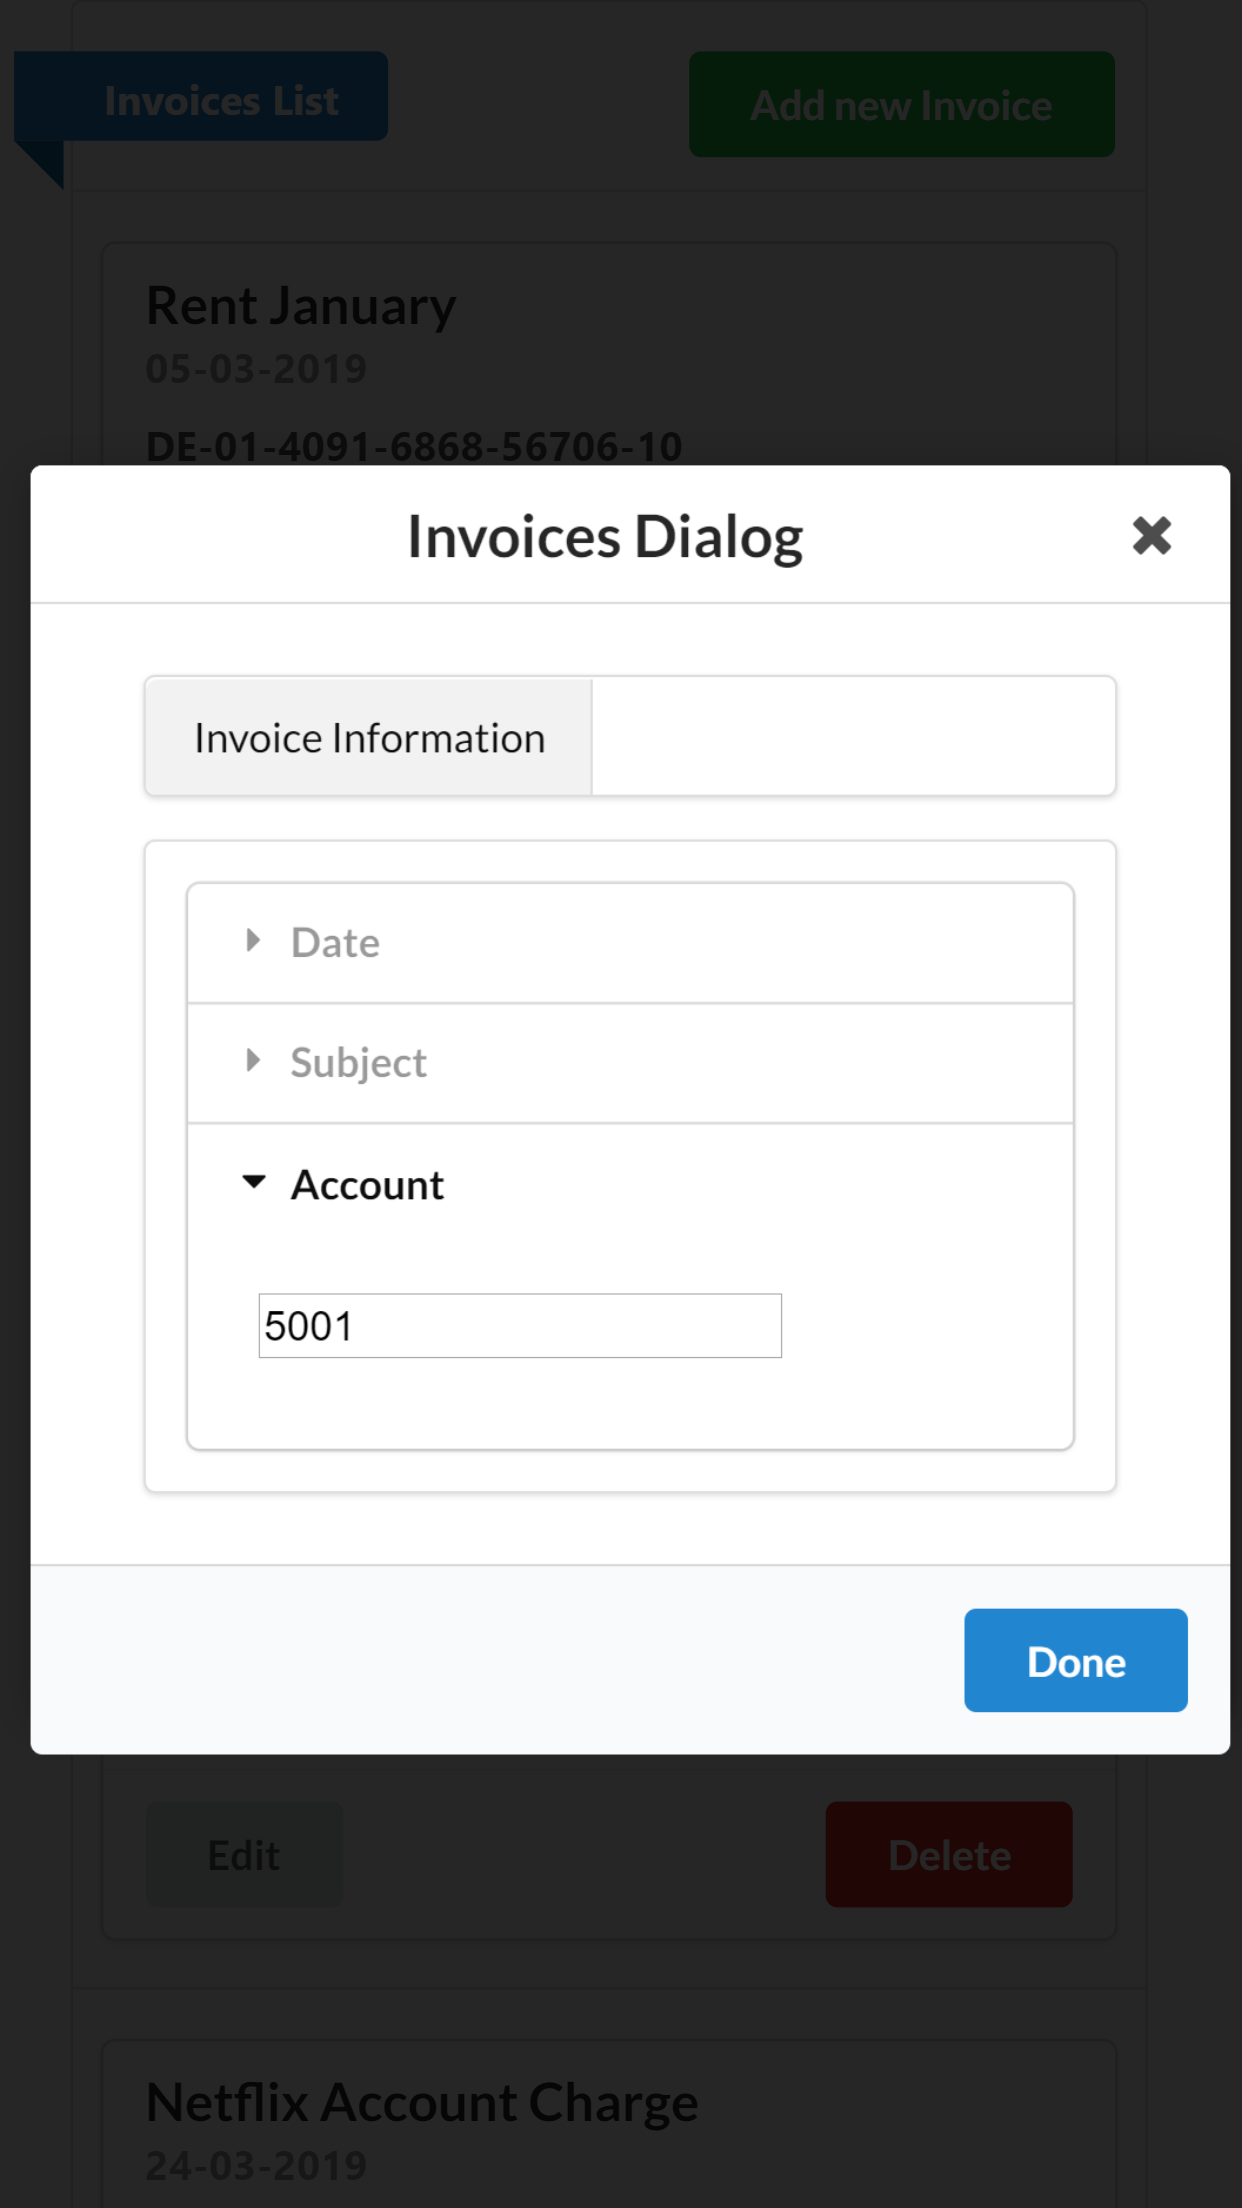 Invoices List
Add new Invoice
Rent January
05-03-2019
DE-01-4091-6868-56706-10
Invoices Dialog
Invoice Information
Date
Subject
Account
5001
Done
Edit
Delete
Netflix Account Charge
24-03-2019